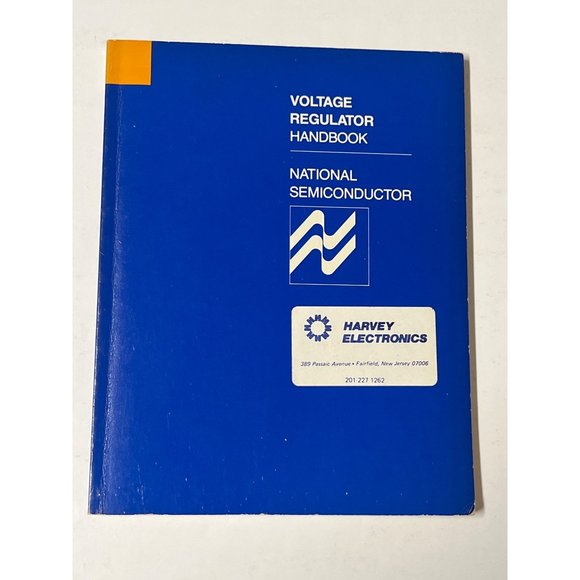 VOLTAGE
REGULATOR
HANDBOOK
NATIONAL
SEMICONDUCTOR
HARVEY
ELECTRONICS
389 Passaic Avenue • Fairfield, New Jersey 07006
201 227 1262